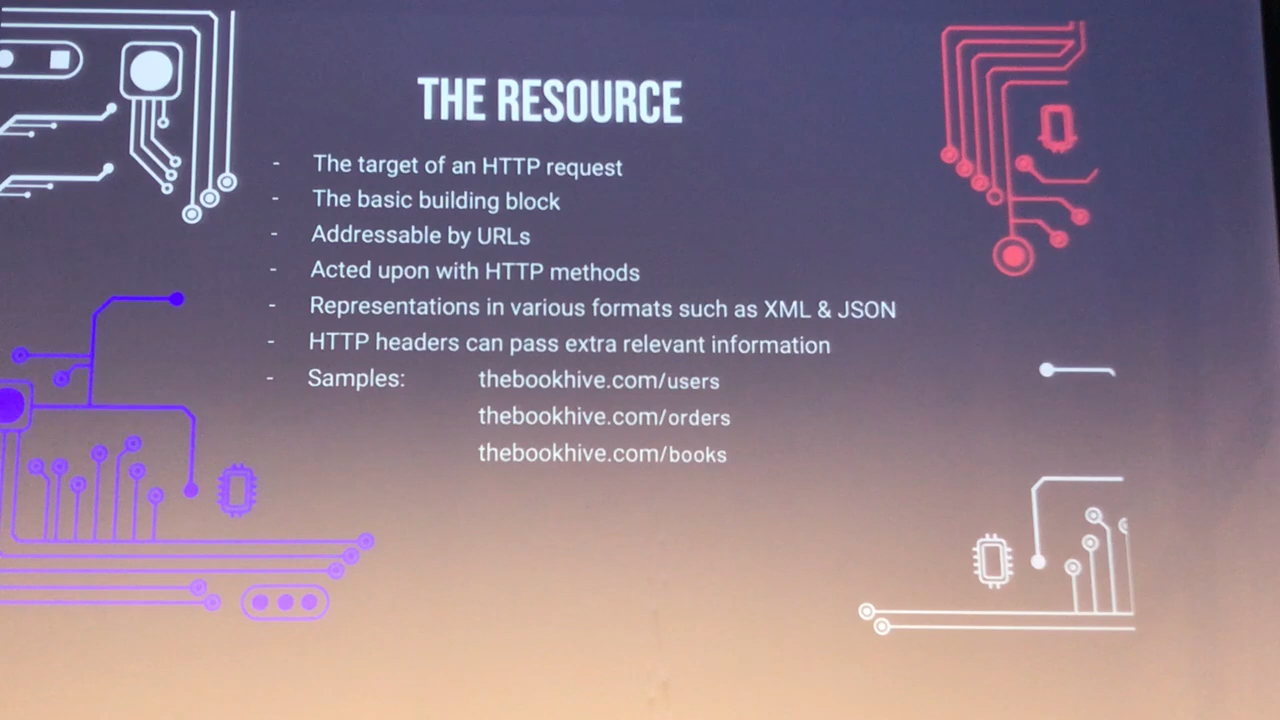 THE RESOURCE
- The target of an HTTP request
- The basic building block
- Addressable by URLs
- Acted upon with HTTP methods
- Representations in various formats such as XML & JSON
- HTTP headers can pass extra relevant information
- Samples: thebookhive.com/users
thebookhive.com/orders
thebookhive.com/books